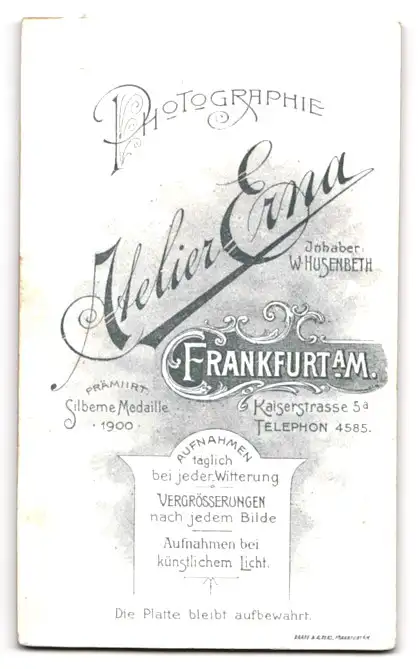 PHOTOGRAPHIE
Atelier Erna
Inhaber:
W. HUSENBETH
FRANKFURT A/M.
PRÄMIIRT
Silberne Medaille
· 1900 ·
Kaiserstrasse 5a
TELEPHON 4585.
AUFNAHMEN
täglich
bei jeder Witterung
VERGRÖSSERUNGEN
nach jedem Bilde
Aufnahmen bei
künstlichem Licht.
Die Platte bleibt aufbewahrt.